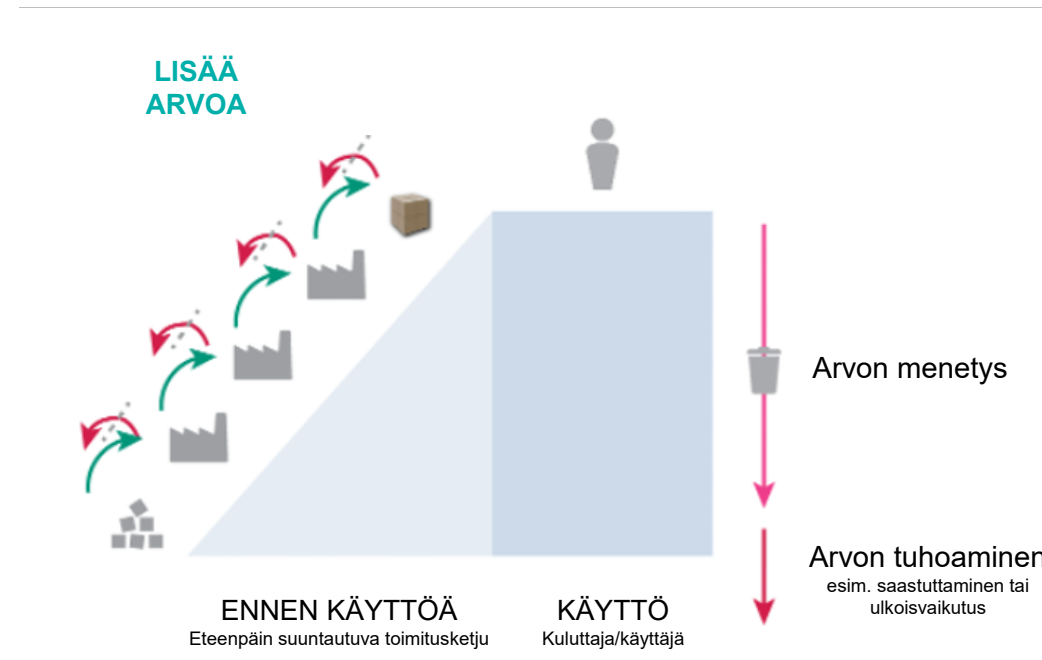 LISÄÄ
ARVOA
Arvon menetys
Arvon tuhoaminen
esim. saastuttaminen tai
ulkoisvaikutus
ENNEN KÄYTTÖÄ
Eteenpäin suuntautuva toimitusketju
KÄYTTÖ
Kuluttaja/käyttäjä